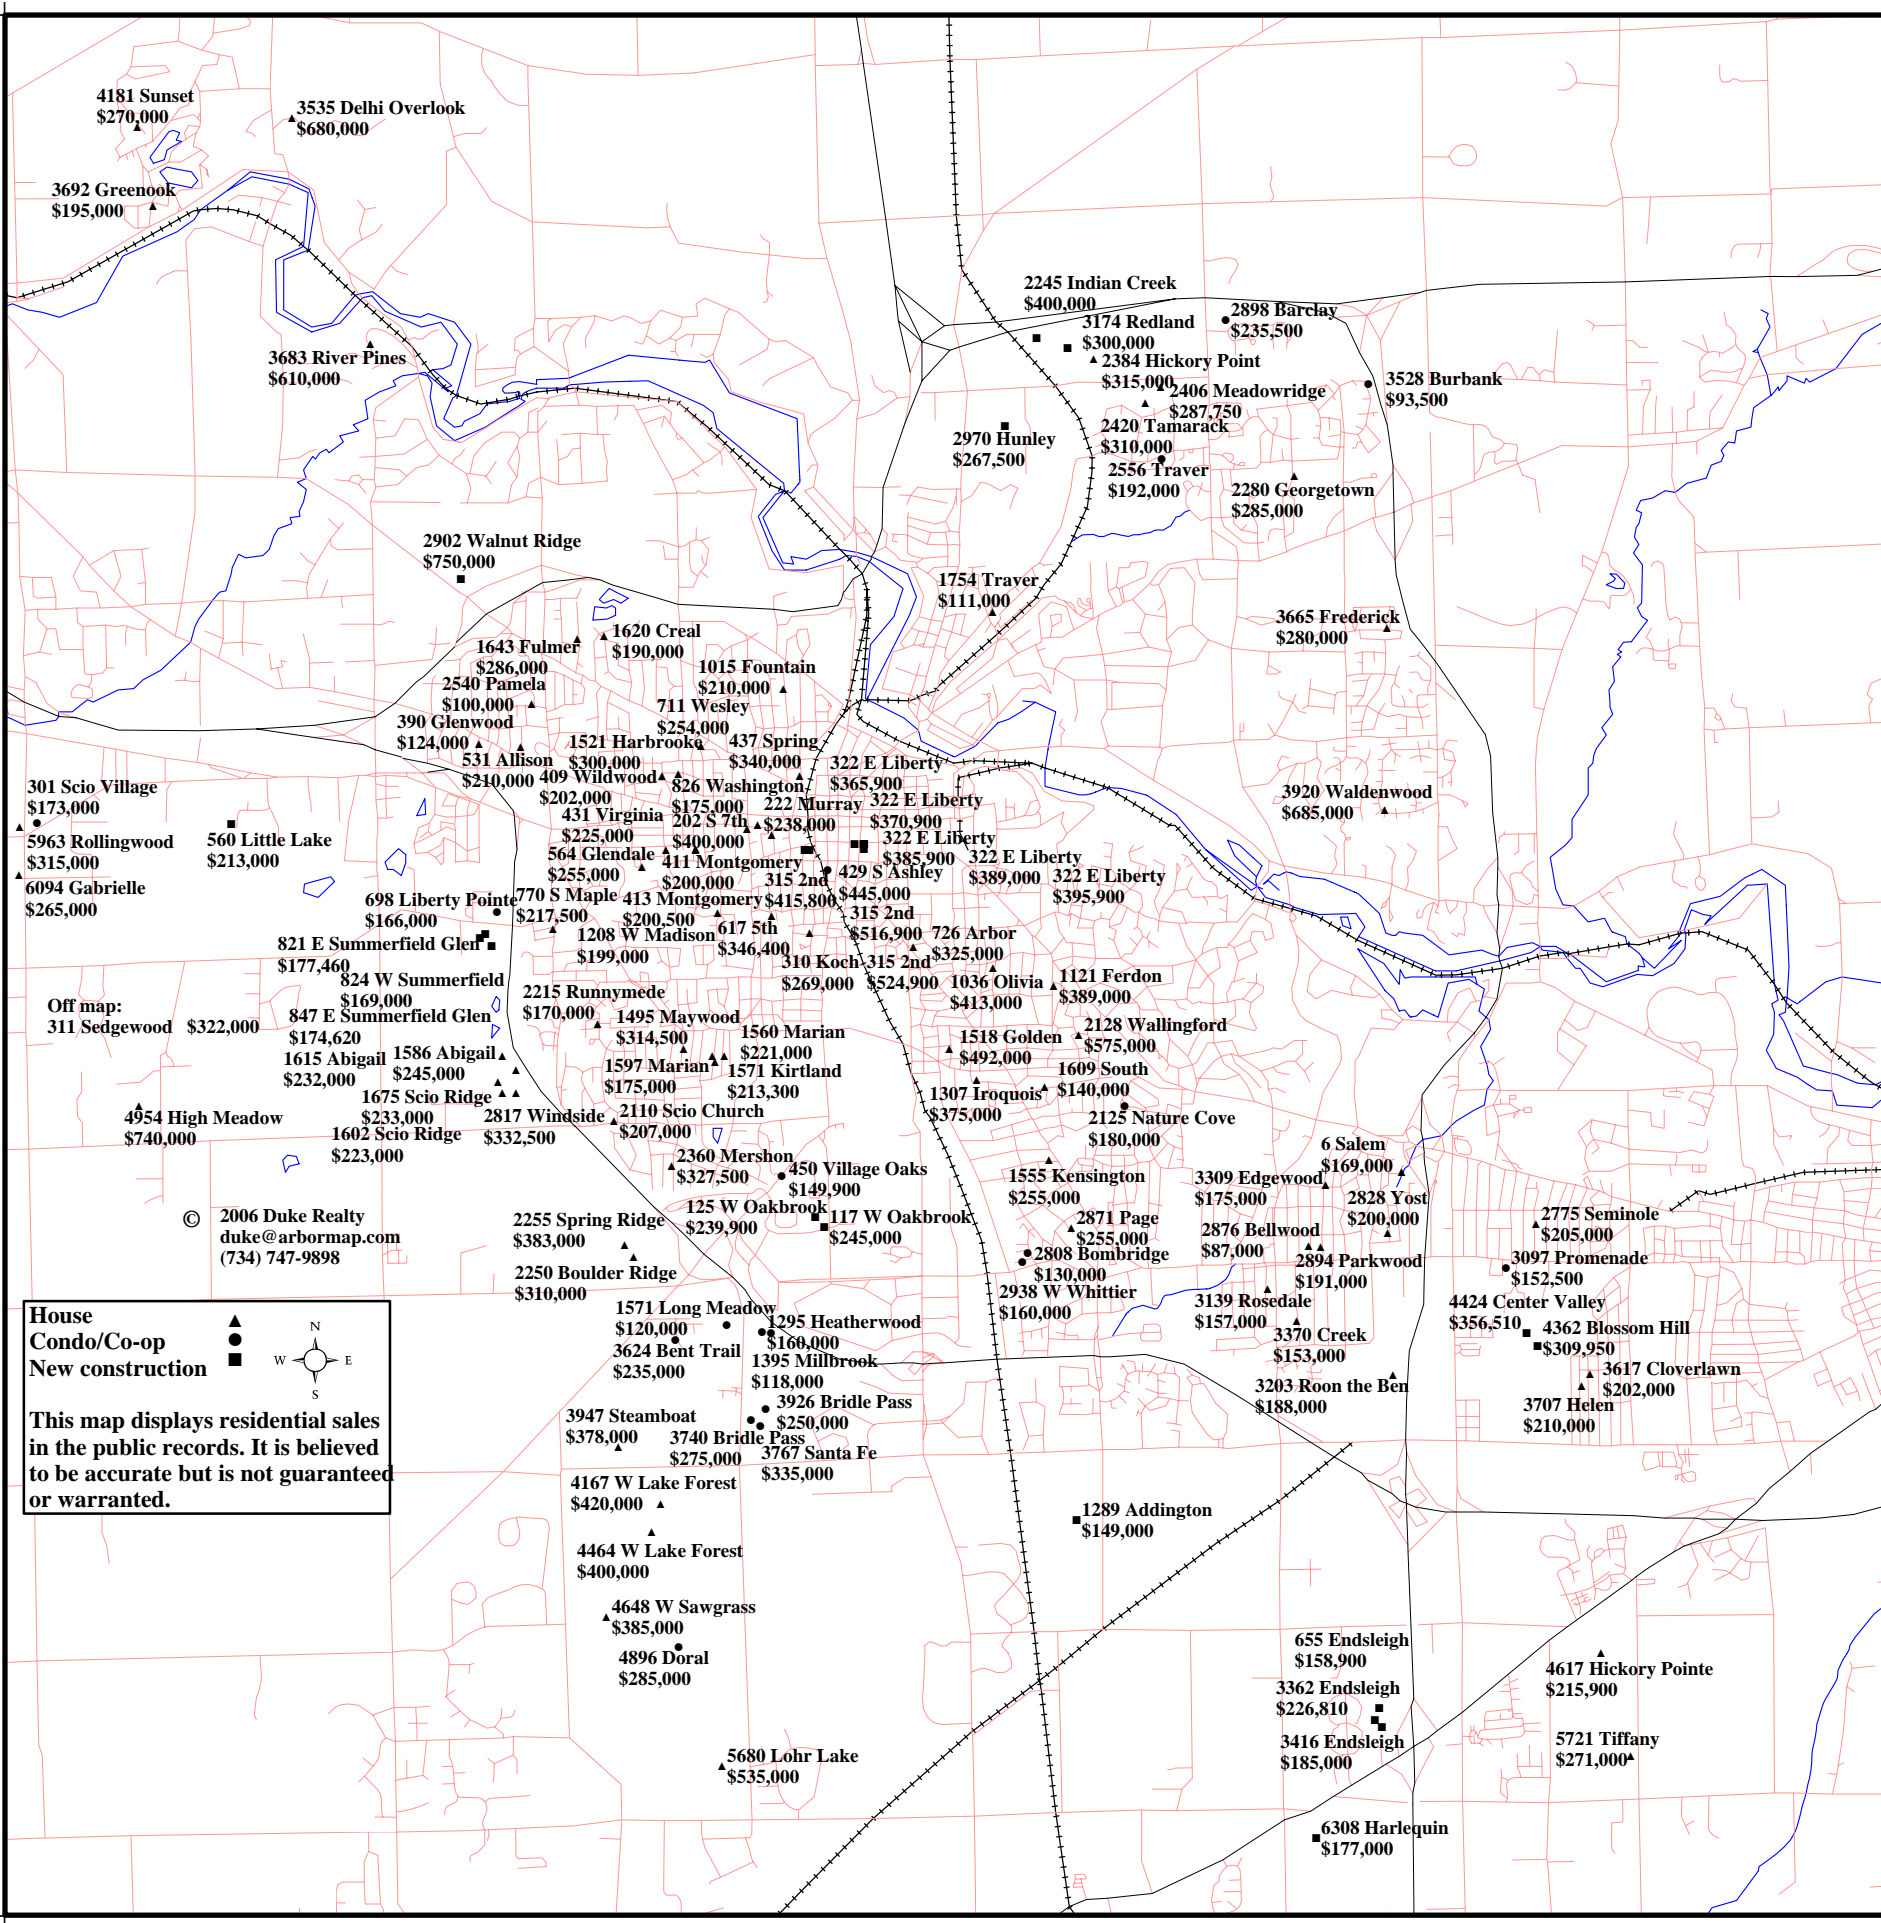 4181 Sunset
$270,000
3535 Delhi Overlook
$680,000
3692 Greenook
$195,000
2245 Indian Creek
$400,000
2898 Barclay
$235,500
3174 Redland
$300,000
3683 River Pines
$610,000
2384 Hickory Point
$315,000
3528 Burbank
$93,500
2406 Meadowridge
$287,750
2420 Tamarack
$310,000
2970 Hunley
$267,500
2556 Traver
$192,000
2280 Georgetown
$285,000
2902 Walnut Ridge
$750,000
1754 Traver
$111,000
3665 Frederick
$280,000
1620 Creal
$190,000
1643 Fulmer
$286,000
1015 Fountain
$210,000
2540 Pamela
$100,000
711 Wesley
$254,000
390 Glenwood
$124,000
1521 Harbrooke
$300,000
437 Spring
$340,000
531 Allison
$210,000
322 E Liberty
$365,900
409 Wildwood
$202,000
826 Washington
$175,000
301 Scio Village
$173,000
3920 Waldenwood
$685,000
222 Murray
$238,000
322 E Liberty
$370,900
431 Virginia
$225,000
202 S 7th
$400,000
5963 Rollingwood
$315,000
560 Little Lake
$213,000
322 E Liberty
$385,900
564 Glendale
$255,000
411 Montgomery
$200,000
322 E Liberty
$389,000
429 S Ashley
$445,000
322 E Liberty
$395,900
315 2nd
$415,800
6094 Gabrielle
$265,000
698 Liberty Pointe
$166,000
770 S Maple
$217,500
413 Montgomery
$200,500
315 2nd
$516,900
617 5th
$346,400
726 Arbor
$325,000
1208 W Madison
$199,000
821 E Summerfield Glen
$177,460
310 Koch
$269,000
315 2nd
$524,900
824 W Summerfield
$169,000
1036 Olivia
$413,000
1121 Ferdon
$389,000
2215 Runnymede
$170,000
Off map:
311 Sedgewood $322,000
847 E Summerfield Glen
$174,620
1495 Maywood
$314,500
1560 Marian
$221,000
1518 Golden
$492,000
2128 Wallingford
$575,000
1615 Abigail
$232,000
1586 Abigail
$245,000
1597 Marian
$175,000
1571 Kirtland
$213,300
1609 South
$140,000
1675 Scio Ridge
$233,000
1307 Iroquois
$375,000
4954 High Meadow
$740,000
2817 Windside
$332,500
2110 Scio Church
$207,000
2125 Nature Cove
$180,000
1602 Scio Ridge
$223,000
2360 Mershon
$327,500
6 Salem
$169,000
450 Village Oaks
$149,900
1555 Kensington
$255,000
3309 Edgewood
$175,000
2828 Yost
$200,000
125 W Oakbrook
$239,900
117 W Oakbrook
$245,000
© 2006 Duke Realty
duke@arbormap.com
(734) 747-9898
2255 Spring Ridge
$383,000
2871 Page
$255,000
2876 Bellwood
$87,000
2775 Seminole
$205,000
2808 Bombridge
$130,000
2894 Parkwood
$191,000
3097 Promenade
$152,500
2250 Boulder Ridge
$310,000
2938 W Whittier
$160,000
3139 Rosedale
$157,000
4424 Center Valley
$356,510
1571 Long Meadow
$120,000
1295 Heatherwood
$160,000
4362 Blossom Hill
$309,950
3370 Creek
$153,000
3624 Bent Trail
$235,000
1395 Millbrook
$118,000
3617 Cloverlawn
$202,000
3203 Roon the Ben
$188,000
3707 Helen
$210,000
House
Condo/Co-op
New construction
N
W E
S
This map displays residential sales
in the public records. It is believed
to be accurate but is not guaranteed
or warranted.
3926 Bridle Pass
$250,000
3947 Steamboat
$378,000
3740 Bridle Pass
$275,000
3767 Santa Fe
$335,000
4167 W Lake Forest
$420,000
1289 Addington
$149,000
4464 W Lake Forest
$400,000
4648 W Sawgrass
$385,000
4896 Doral
$285,000
655 Endsleigh
$158,900
4617 Hickory Pointe
$215,900
3362 Endsleigh
$226,810
3416 Endsleigh
$185,000
5721 Tiffany
$271,000
5680 Lohr Lake
$535,000
6308 Harlequin
$177,000